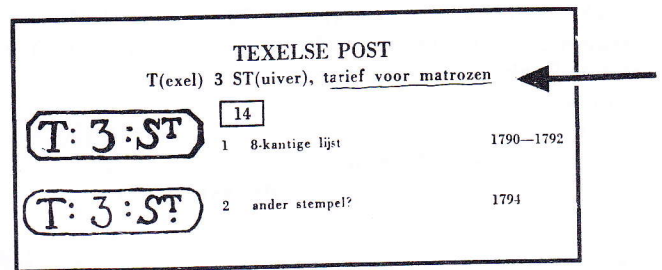 TEXELSE POST
T(exel) 3 ST(uiver), tarief voor matrozen
14
T: 3 :ST
1 8-kantige lijst 1790—1792
T: 3 :ST
2 ander stempel? 1794